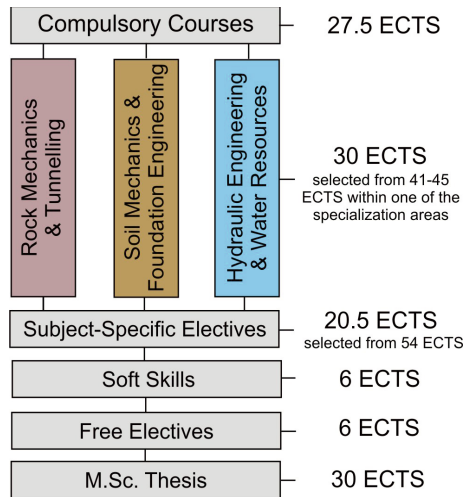 Compulsory Courses
27.5 ECTS
Rock Mechanics
& Tunnelling
Soil Mechanics &
Foundation Engineering
Hydraulic Engineering
& Water Resources
30 ECTS
selected from 41-45
ECTS within one of the
specialization areas
Subject-Specific Electives
20.5 ECTS
selected from 54 ECTS
Soft Skills
6 ECTS
Free Electives
6 ECTS
M.Sc. Thesis
30 ECTS